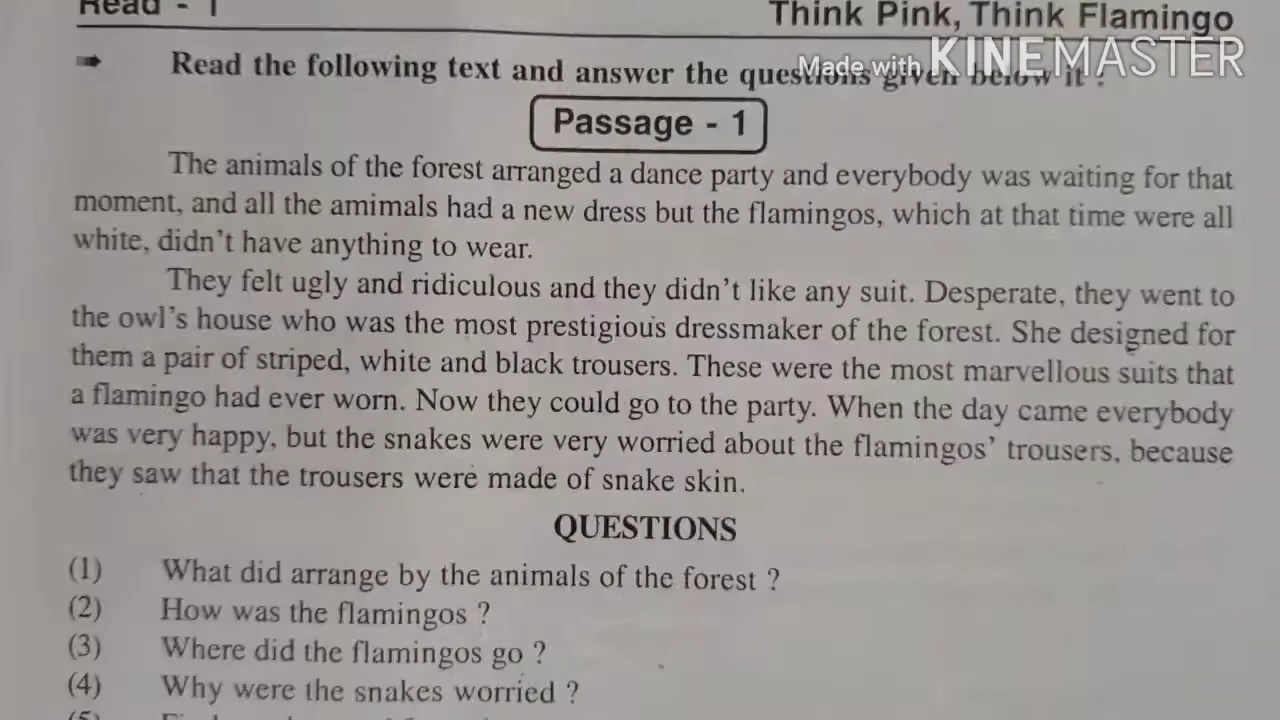 Read - 1
Think Pink, Think Flamingo
Made with KINEMASTER
➡ Read the following text and answer the questions given below it :
Passage - 1
The animals of the forest arranged a dance party and everybody was waiting for that
moment, and all the amimals had a new dress but the flamingos, which at that time were all
white, didn't have anything to wear.
They felt ugly and ridiculous and they didn't like any suit. Desperate, they went to
the owl's house who was the most prestigious dressmaker of the forest. She designed for
them a pair of striped, white and black trousers. These were the most marvellous suits that
a flamingo had ever worn. Now they could go to the party. When the day came everybody
was very happy, but the snakes were very worried about the flamingos' trousers, because
they saw that the trousers were made of snake skin.
QUESTIONS
(1) What did arrange by the animals of the forest ?
(2) How was the flamingos ?
(3) Where did the flamingos go ?
(4) Why were the snakes worried ?
(5)